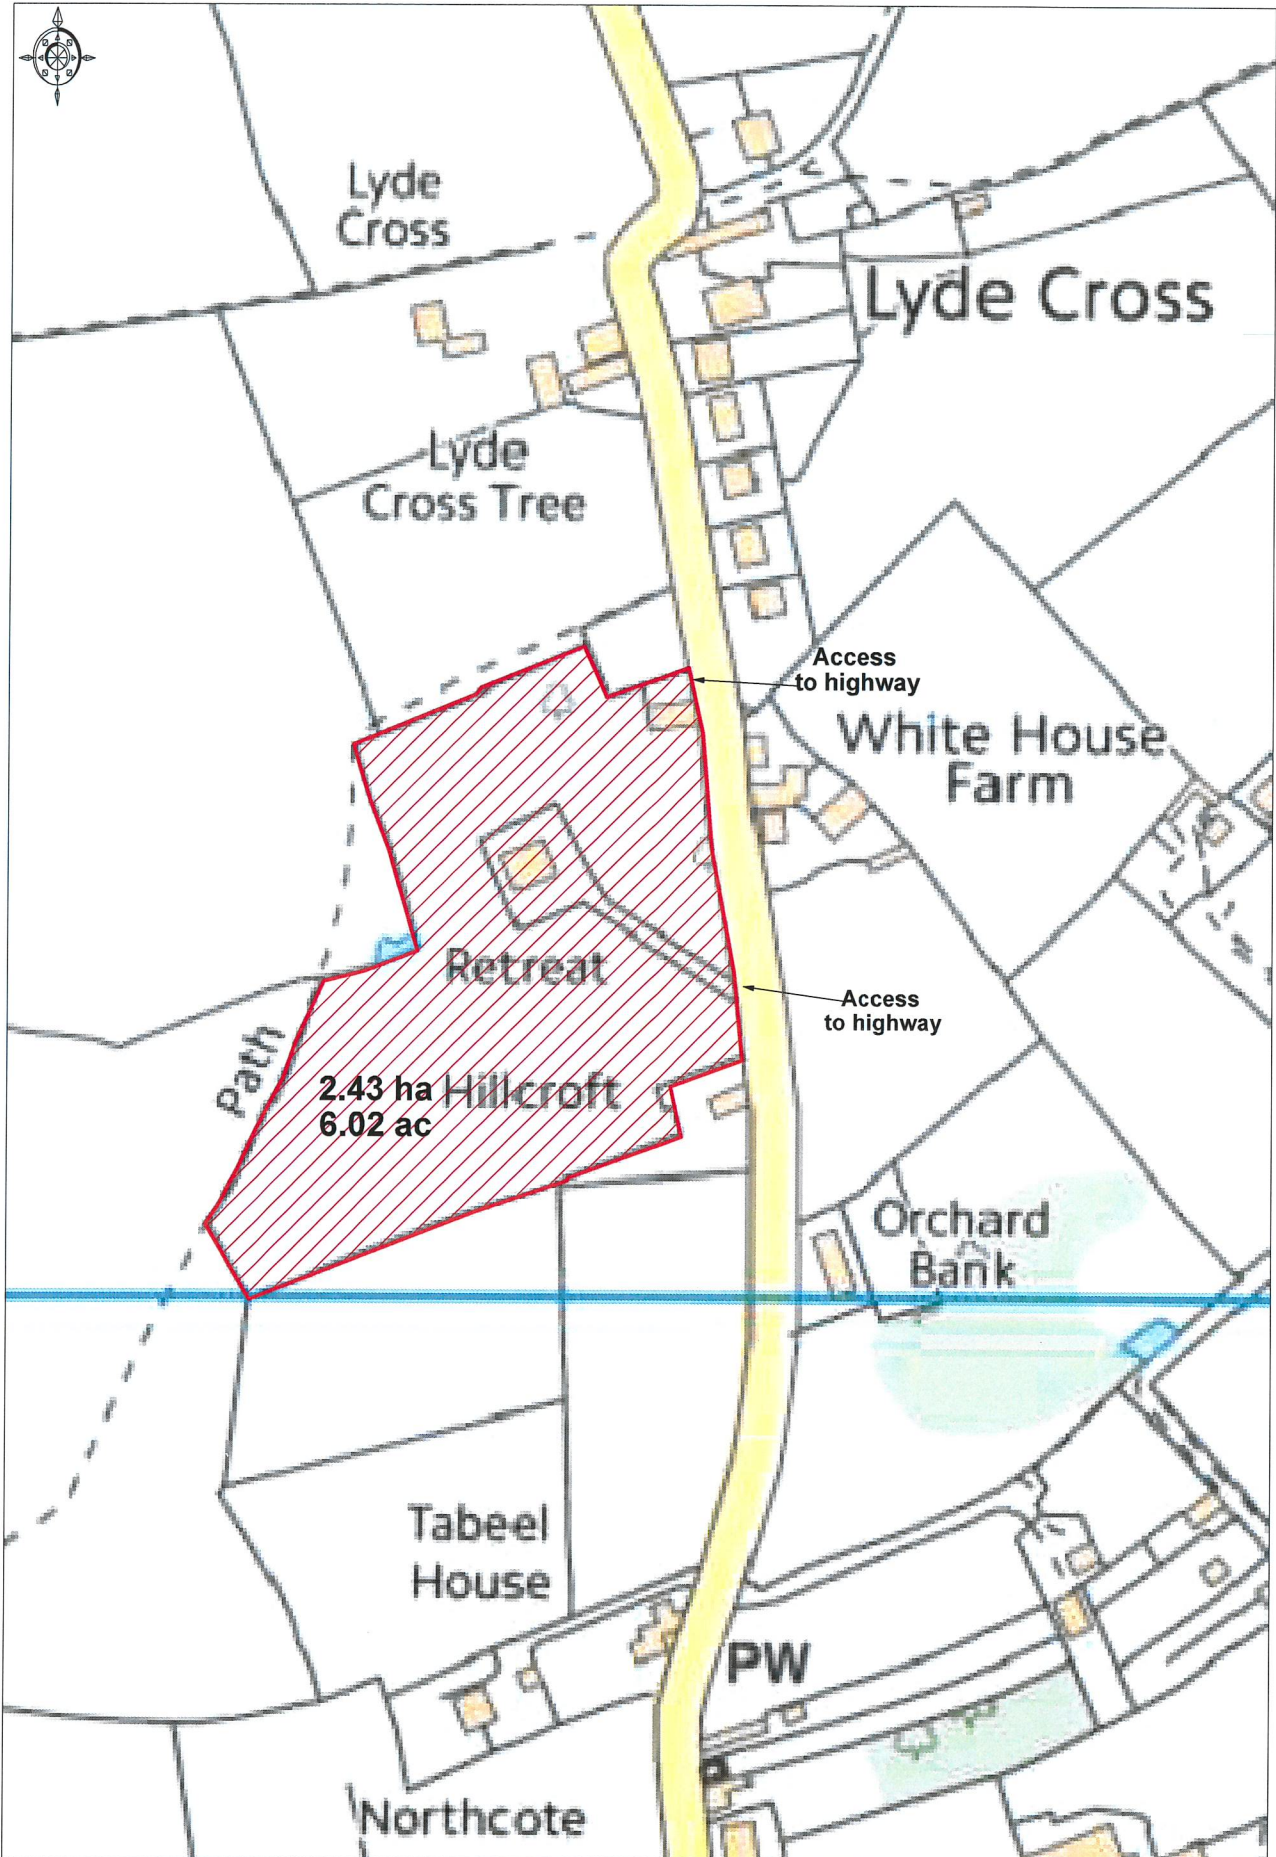 Lyde
Cross
Lyde Cross
Lyde
Cross Tree
Access
to highway
White House
Farm
Retreat
Access
to highway
Path
2.43 ha
6.02 ac
Hillcroft
Orchard
Bank
Tabeel
House
PW
Northcote